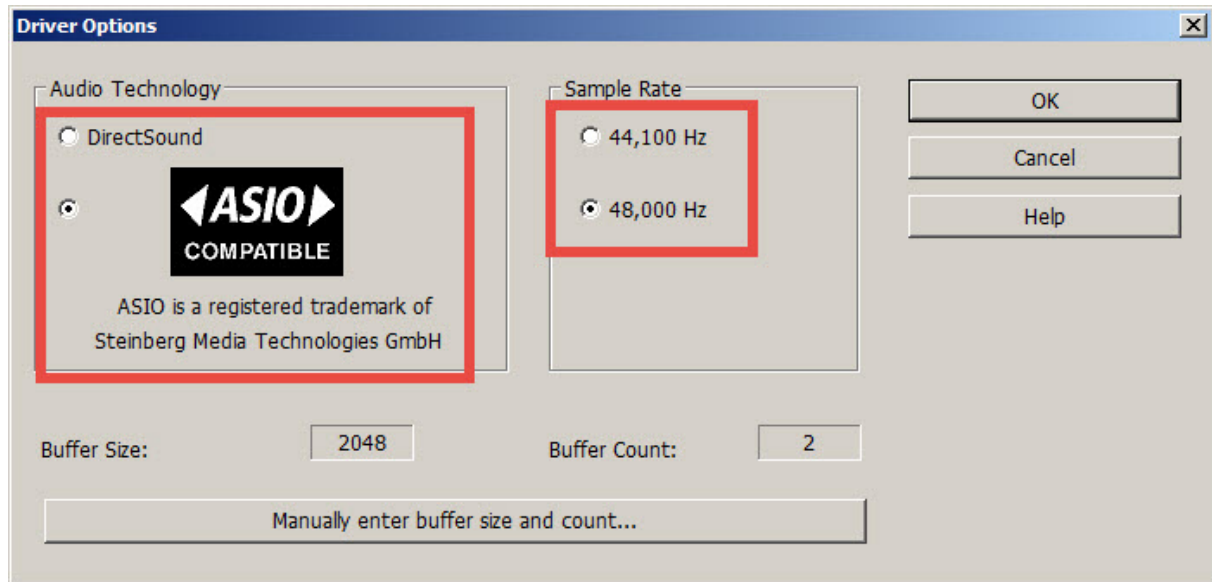 Driver Options
Audio Technology
DirectSound
ASIO
COMPATIBLE
ASIO is a registered trademark of
Steinberg Media Technologies GmbH
Sample Rate
44,100 Hz
48,000 Hz
OK
Cancel
Help
Buffer Size: 2048
Buffer Count: 2
Manually enter buffer size and count...